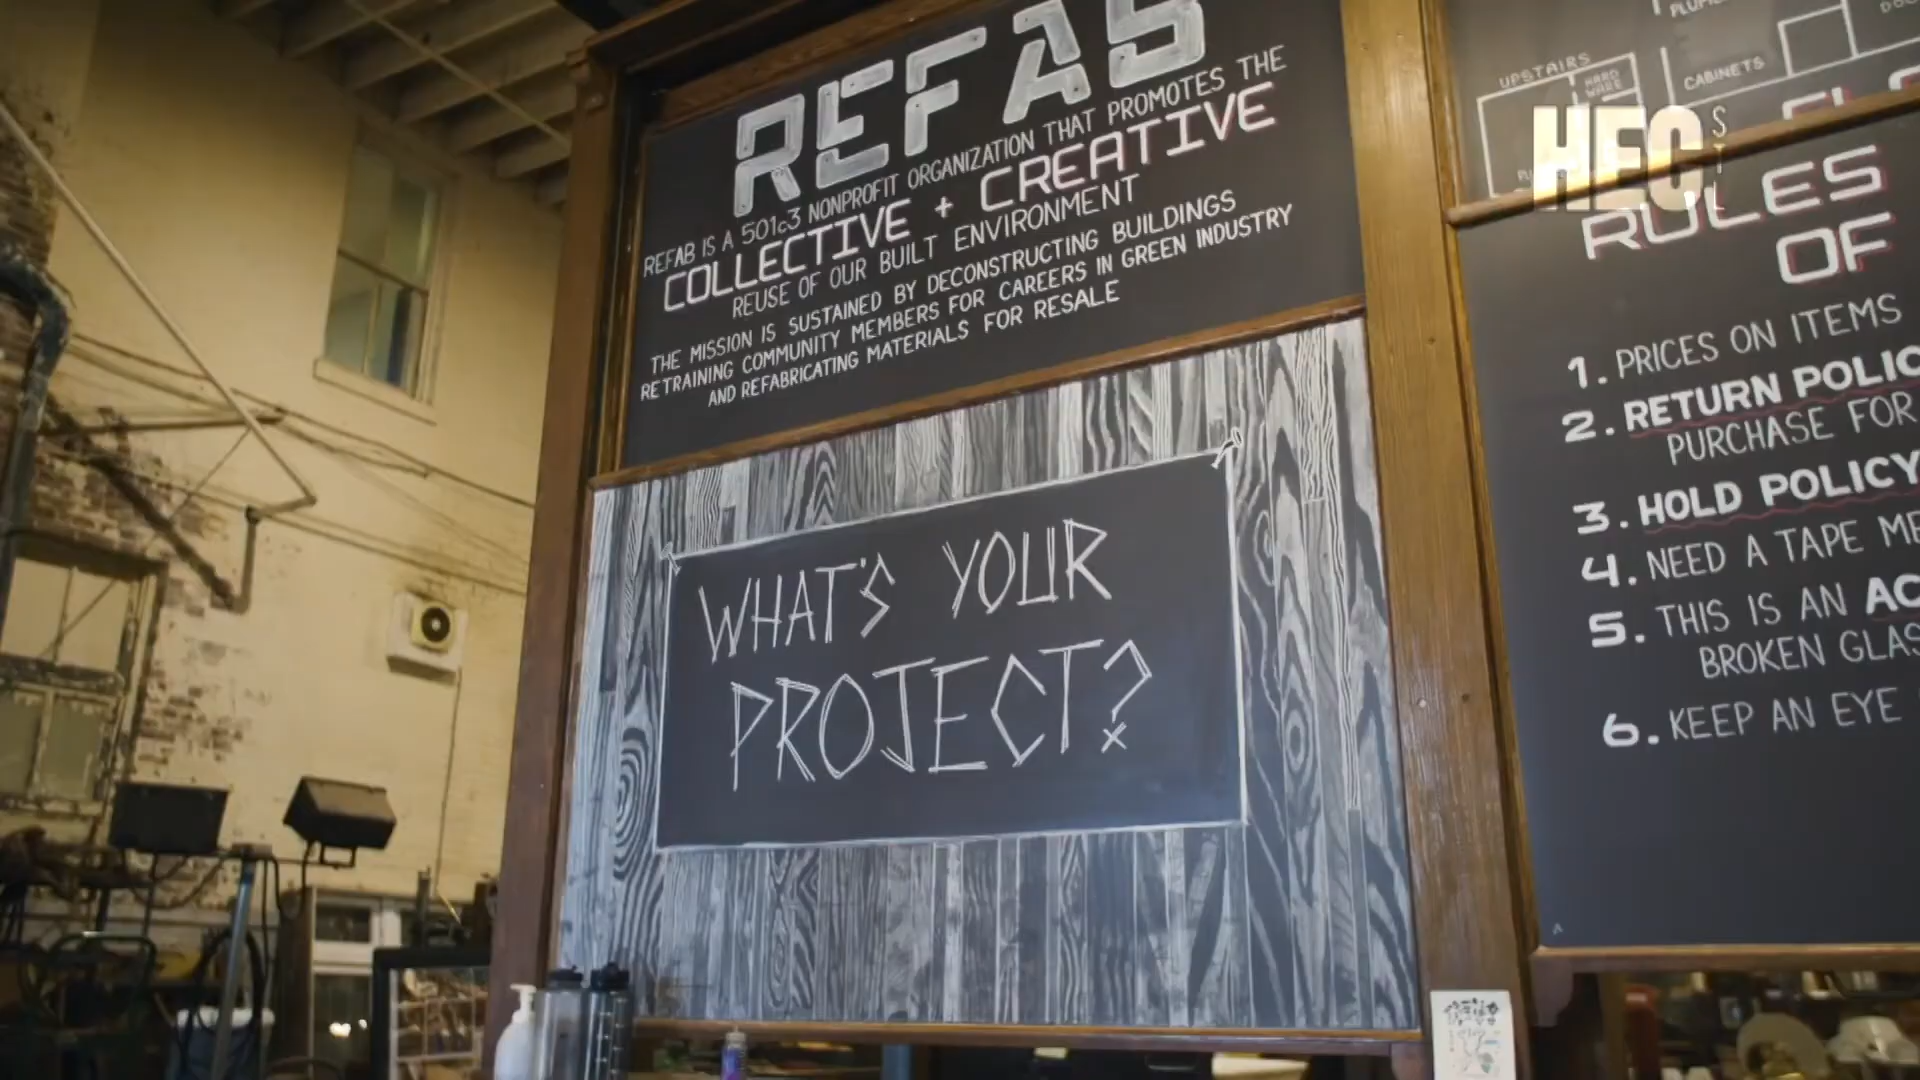 REFAB
REFAB IS A 501c3 NONPROFIT ORGANIZATION THAT PROMOTES THE
COLLECTIVE + CREATIVE
REUSE OF OUR BUILT ENVIRONMENT
THE MISSION IS SUSTAINED BY DECONSTRUCTING BUILDINGS
RETRAINING COMMUNITY MEMBERS FOR CAREERS IN GREEN INDUSTRY
AND REFABRICATING MATERIALS FOR RESALE
WHAT'S YOUR
PROJECT?
UPSTAIRS
HARD
WARE
CABINETS
HEC
STL
RULES
OF
1. PRICES ON ITEMS
2. RETURN POLIC
PURCHASE FOR
3. HOLD POLICY
4. NEED A TAPE ME
5. THIS IS AN AC
BROKEN GLAS
6. KEEP AN EYE